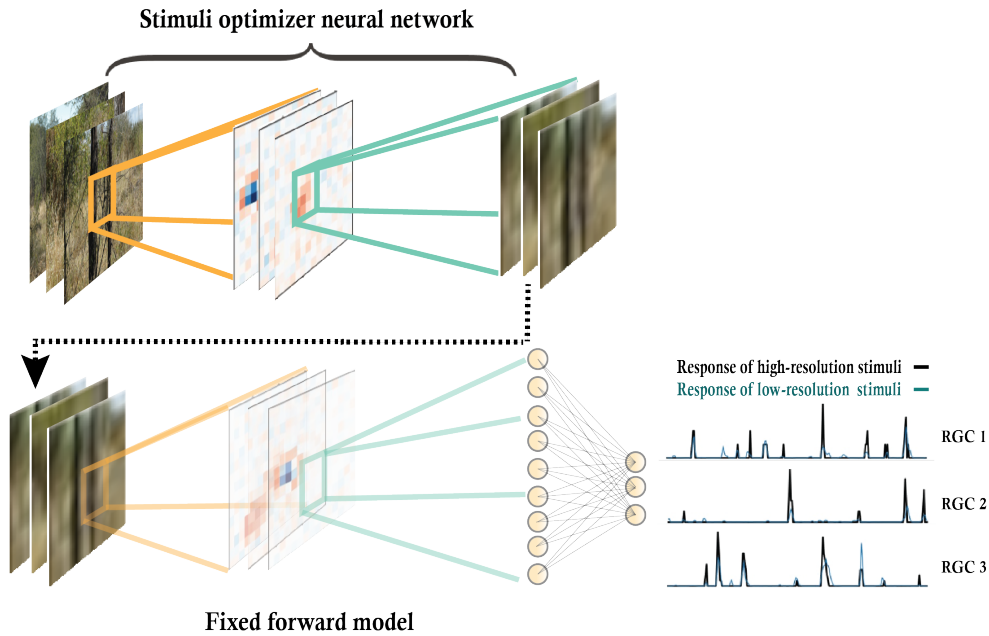 Stimuli optimizer neural network
Response of high-resolution stimuli
Response of low-resolution stimuli
RGC 1
RGC 2
RGC 3
Fixed forward model